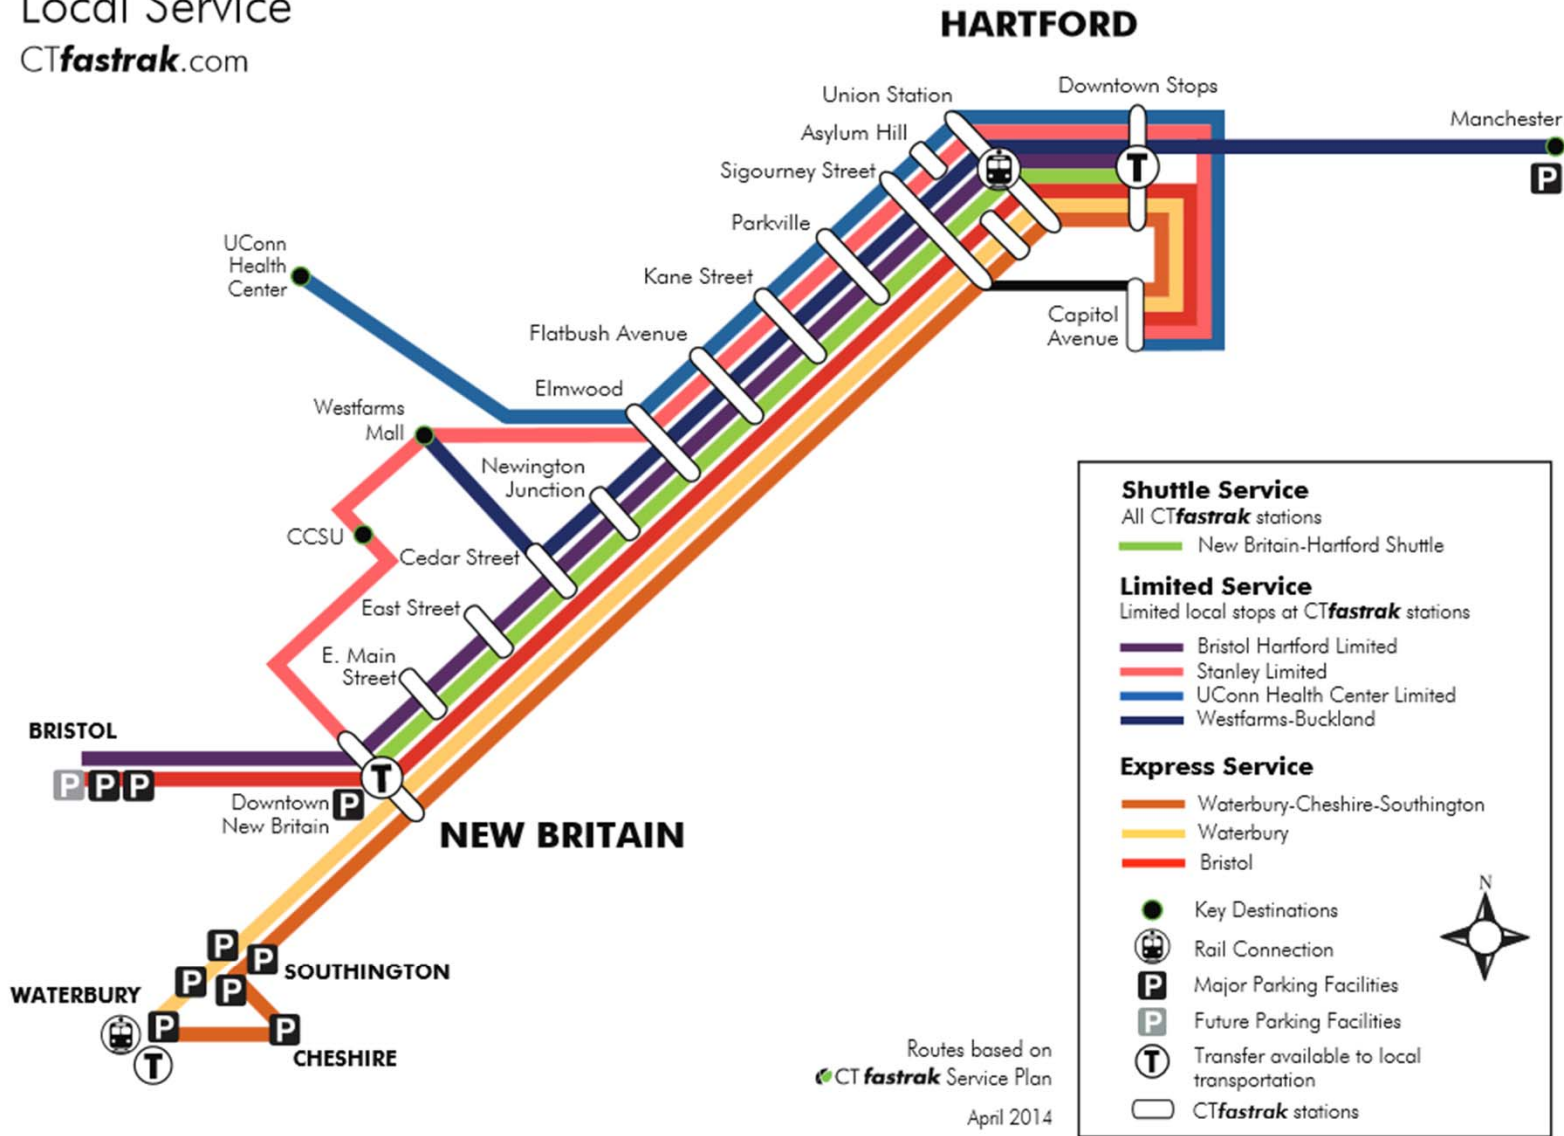 Local Service
CTfastrak.com
HARTFORD
Union Station
Downtown Stops
Asylum Hill
Manchester
Sigourney Street
P
T
Parkville
UConn
Health
Center
Kane Street
Capitol
Avenue
Flatbush Avenue
Elmwood
Westfarms
Mall
Newington
Junction
CCSU
Cedar Street
East Street
E. Main
Street
BRISTOL
P P P
T
Downtown
New Britain
P
NEW BRITAIN
P
P
SOUTHINGTON
P
P
WATERBURY
P
P
T
CHESHIRE
Shuttle Service
All CTfastrak stations
New Britain-Hartford Shuttle
Limited Service
Limited local stops at CTfastrak stations
Bristol Hartford Limited
Stanley Limited
UConn Health Center Limited
Westfarms-Buckland
Express Service
Waterbury-Cheshire-Southington
Waterbury
Bristol
N
Key Destinations
Rail Connection
P Major Parking Facilities
P Future Parking Facilities
T Transfer available to local
transportation
CTfastrak stations
Routes based on
CTfastrak Service Plan
April 2014